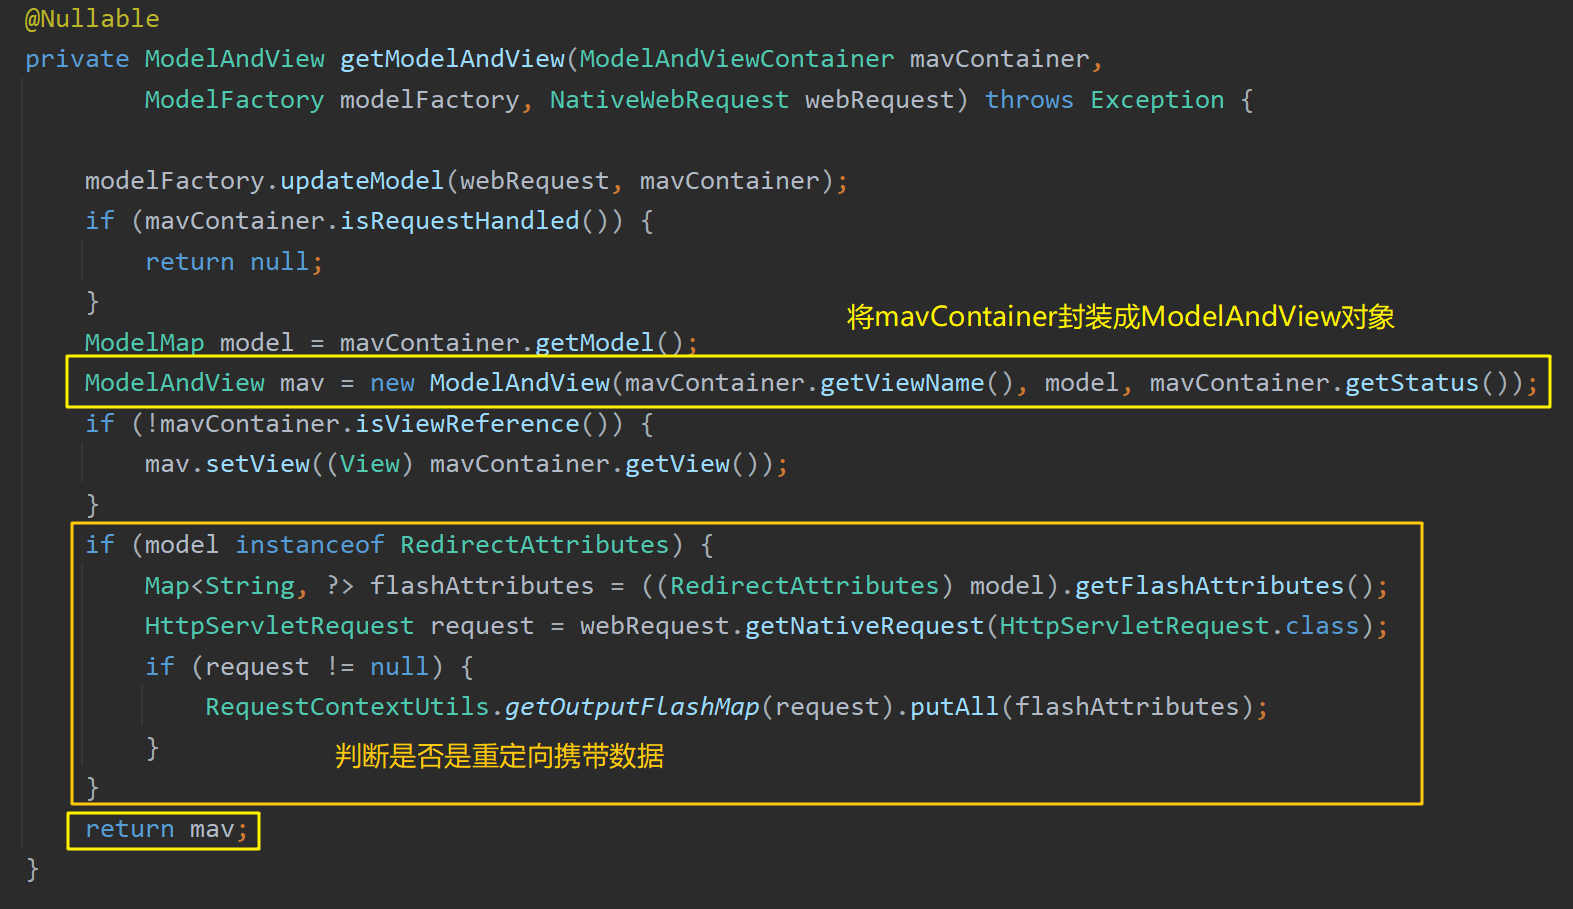 @Nullable
private ModelAndView getModelAndView(ModelAndViewContainer mavContainer,
        ModelFactory modelFactory, NativeWebRequest webRequest) throws Exception {
    modelFactory.updateModel(webRequest, mavContainer);
    if (mavContainer.isRequestHandled()) {
        return null;
    }
将mavContainer封装成ModelAndView对象
    ModelMap model = mavContainer.getModel();
    ModelAndView mav = new ModelAndView(mavContainer.getViewName(), model, mavContainer.getStatus());
    if (!mavContainer.isViewReference()) {
        mav.setView((View) mavContainer.getView());
    }
    if (model instanceof RedirectAttributes) {
        Map<String, ?> flashAttributes = ((RedirectAttributes) model).getFlashAttributes();
        HttpServletRequest request = webRequest.getNativeRequest(HttpServletRequest.class);
        if (request != null) {
            RequestContextUtils.getOutputFlashMap(request).putAll(flashAttributes);
        }
判断是否是重定向携带数据
    }
    return mav;
}